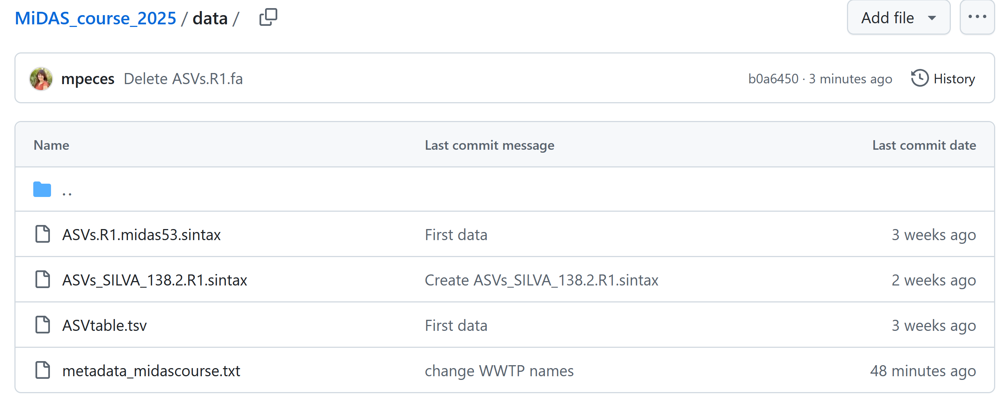 MiDAS_course_2025 / data /
Add file
mpeces Delete ASVs.R1.fa b0a6450 · 3 minutes ago History
Name Last commit message Last commit date
..
ASVs.R1.midas53.sintax First data 3 weeks ago
ASVs_SILVA_138.2.R1.sintax Create ASVs_SILVA_138.2.R1.sintax 2 weeks ago
ASVtable.tsv First data 3 weeks ago
metadata_midascourse.txt change WWTP names 48 minutes ago